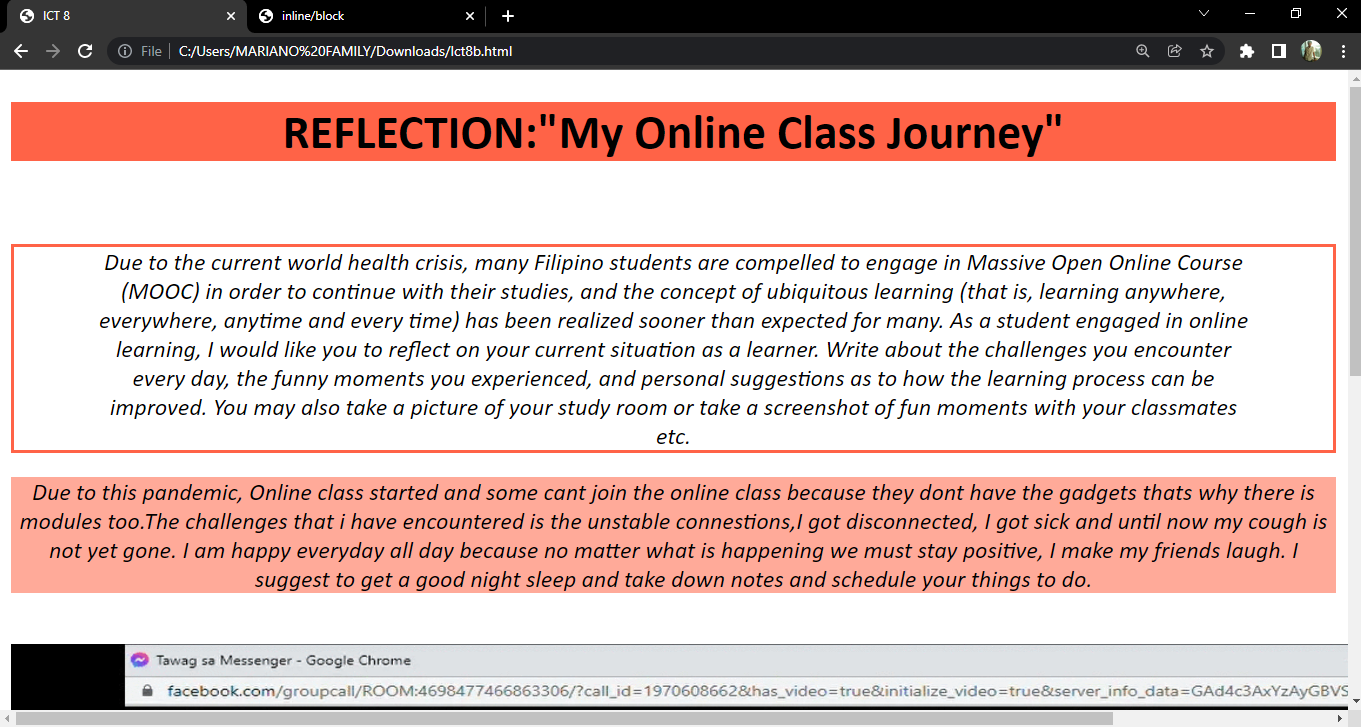 ICT 8
inline/block
File
C:/Users/MARIANO%20FAMILY/Downloads/Ict8b.html
REFLECTION:"My Online Class Journey"
Due to the current world health crisis, many Filipino students are compelled to engage in Massive Open Online Course
(MOOC) in order to continue with their studies, and the concept of ubiquitous learning (that is, learning anywhere,
everywhere, anytime and every time) has been realized sooner than expected for many. As a student engaged in online
learning, I would like you to reflect on your current situation as a learner. Write about the challenges you encounter
every day, the funny moments you experienced, and personal suggestions as to how the learning process can be
improved. You may also take a picture of your study room or take a screenshot of fun moments with your classmates
etc.
Due to this pandemic, Online class started and some cant join the online class because they dont have the gadgets thats why there is
modules too.The challenges that i have encountered is the unstable connestions,I got disconnected, I got sick and until now my cough is
not yet gone. I am happy everyday all day because no matter what is happening we must stay positive, I make my friends laugh. I
suggest to get a good night sleep and take down notes and schedule your things to do.
Tawag sa Messenger - Google Chrome
facebook.com/groupcall/ROOM:4698477466863306/?call_id=1970608662&has_video=true&initialize_video=true&server_info_data=GAd4c3AxYzAyGBVS